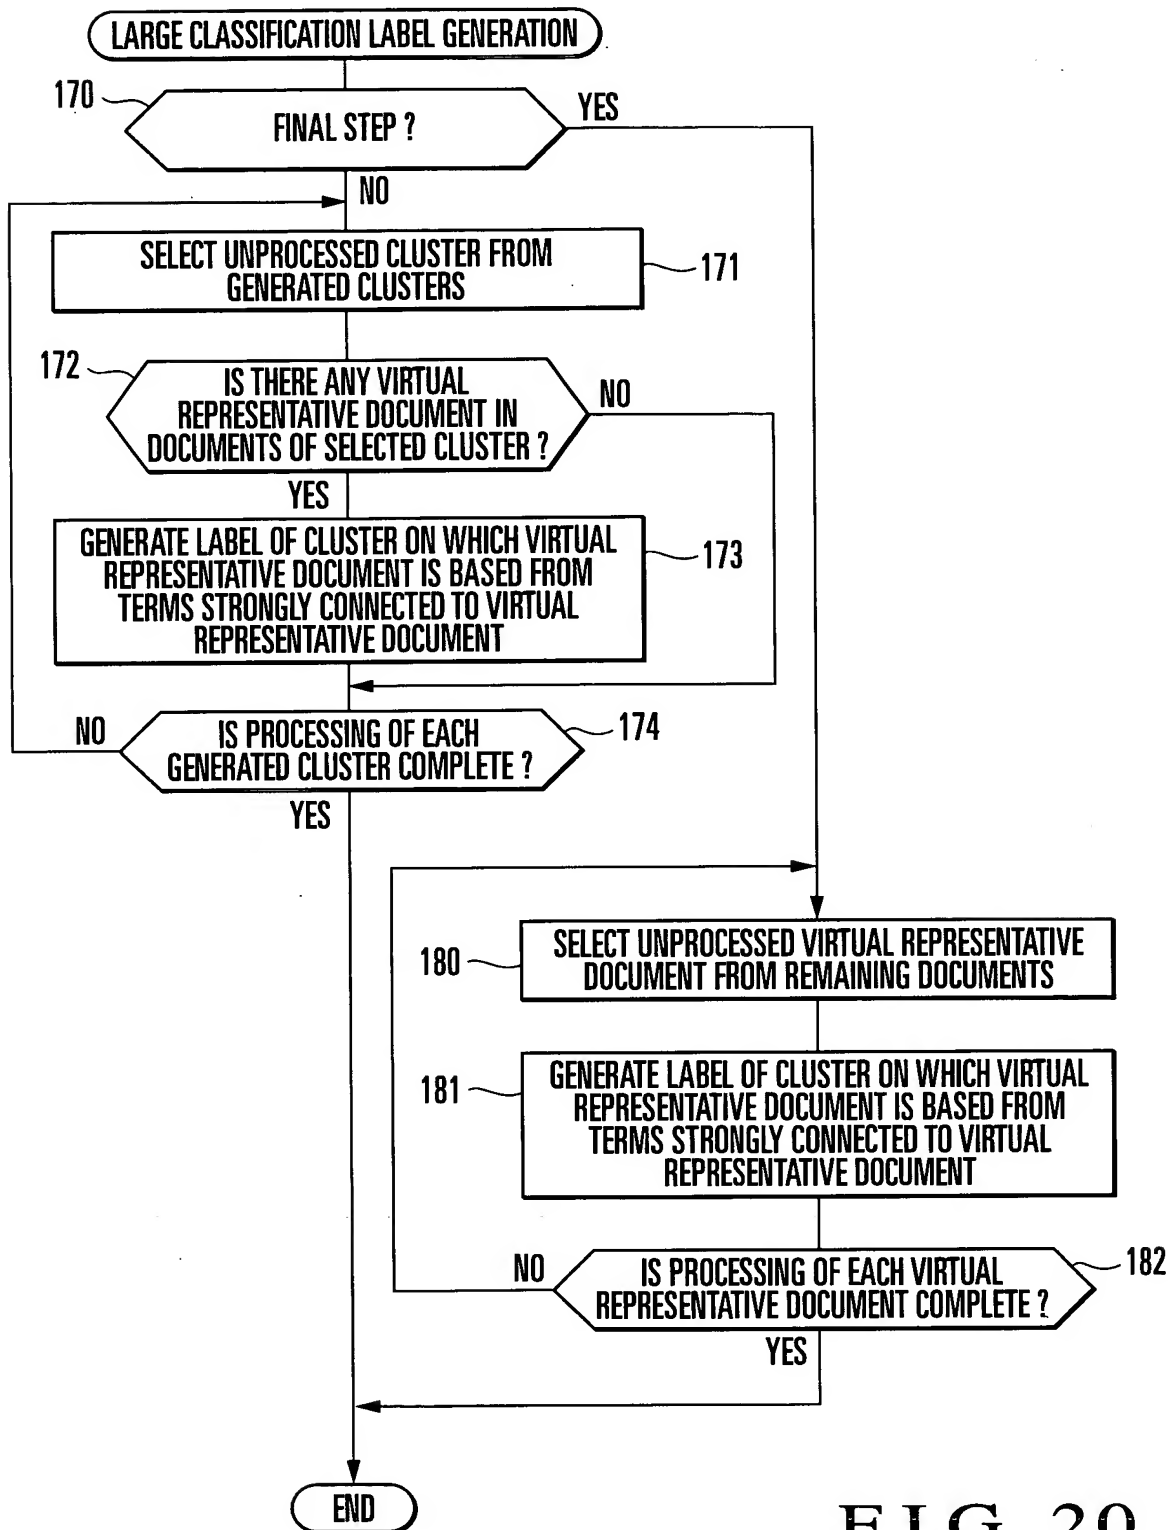 LARGE CLASSIFICATION LABEL GENERATION
170
FINAL STEP ?
YES
NO
SELECT UNPROCESSED CLUSTER FROM
GENERATED CLUSTERS
171
172
IS THERE ANY VIRTUAL
REPRESENTATIVE DOCUMENT IN
DOCUMENTS OF SELECTED CLUSTER ?
NO
YES
GENERATE LABEL OF CLUSTER ON WHICH VIRTUAL
REPRESENTATIVE DOCUMENT IS BASED FROM
TERMS STRONGLY CONNECTED TO VIRTUAL
REPRESENTATIVE DOCUMENT
173
NO
IS PROCESSING OF EACH
GENERATED CLUSTER COMPLETE ?
174
YES
180
SELECT UNPROCESSED VIRTUAL REPRESENTATIVE
DOCUMENT FROM REMAINING DOCUMENTS
181
GENERATE LABEL OF CLUSTER ON WHICH VIRTUAL
REPRESENTATIVE DOCUMENT IS BASED FROM
TERMS STRONGLY CONNECTED TO VIRTUAL
REPRESENTATIVE DOCUMENT
NO
IS PROCESSING OF EACH VIRTUAL
REPRESENTATIVE DOCUMENT COMPLETE ?
182
YES
END
FIG. 20